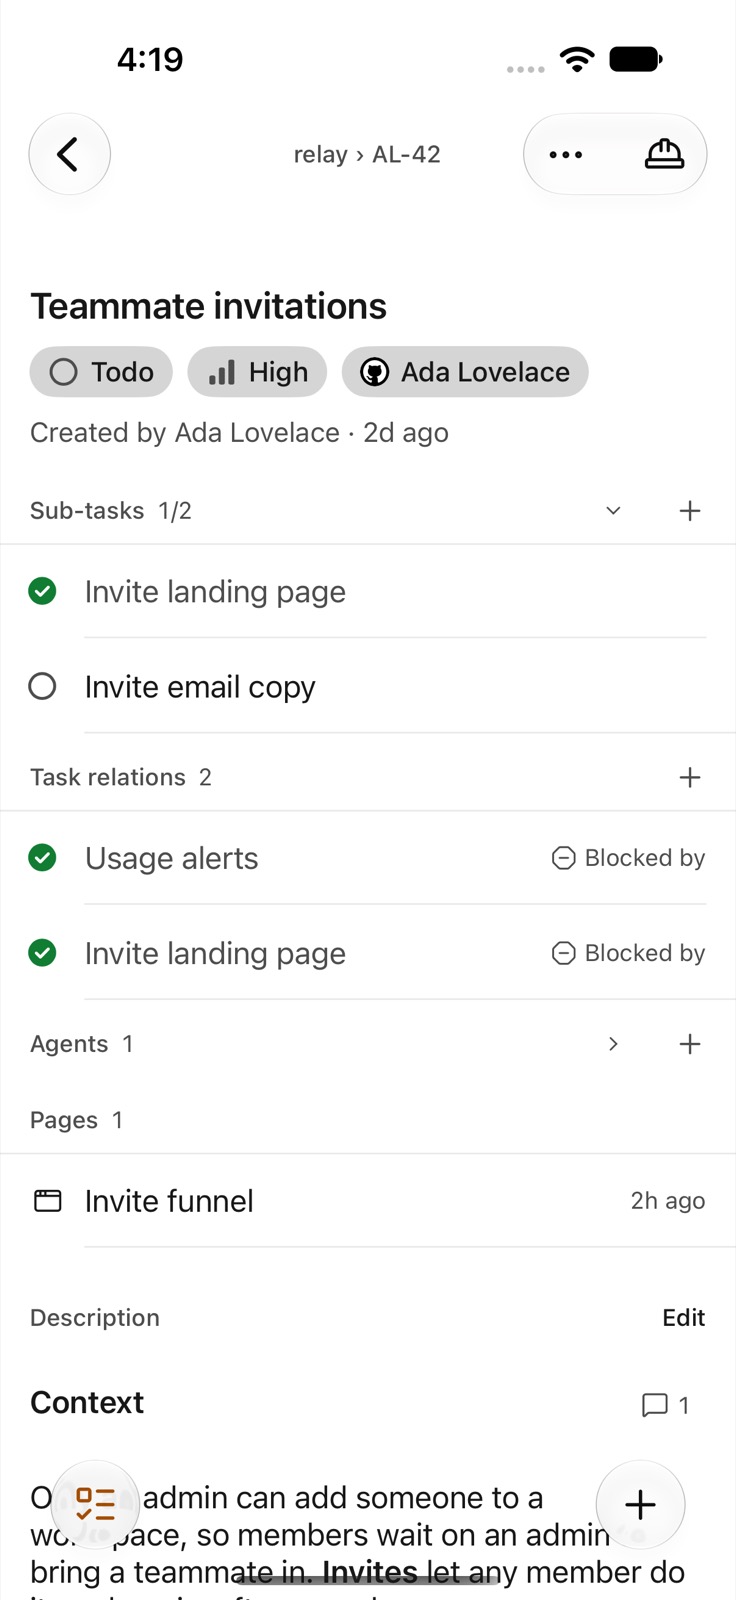 4:19
relay › AL-42
Teammate invitations
Todo
High
Ada Lovelace
Created by Ada Lovelace · 2d ago
Sub-tasks 1/2
Invite landing page
Invite email copy
Task relations 2
Usage alerts
Blocked by
Invite landing page
Blocked by
Agents 1
Pages 1
Invite funnel
2h ago
Description
Edit
Context
1
admin can add someone to a
so members wait on an admin
bring a teammate in. Invites let any member do